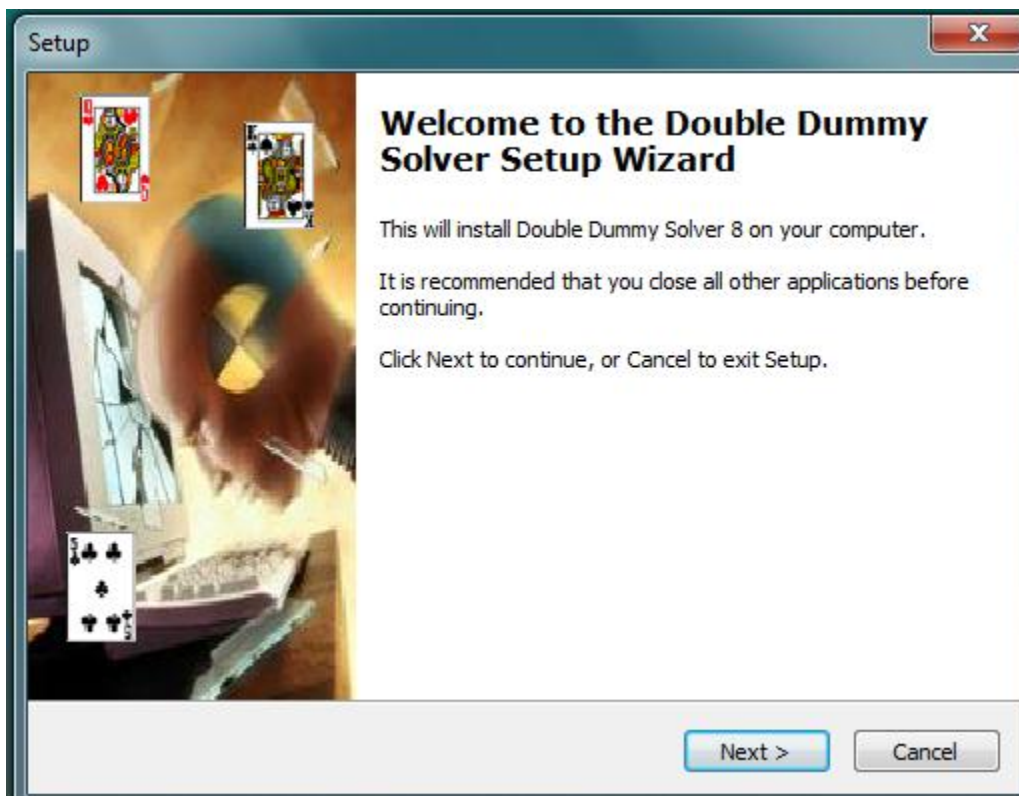 Setup
Welcome to the Double Dummy
Solver Setup Wizard
This will install Double Dummy Solver 8 on your computer.
It is recommended that you close all other applications before
continuing.
Click Next to continue, or Cancel to exit Setup.
Q
K
K
5
5
Next >
Cancel